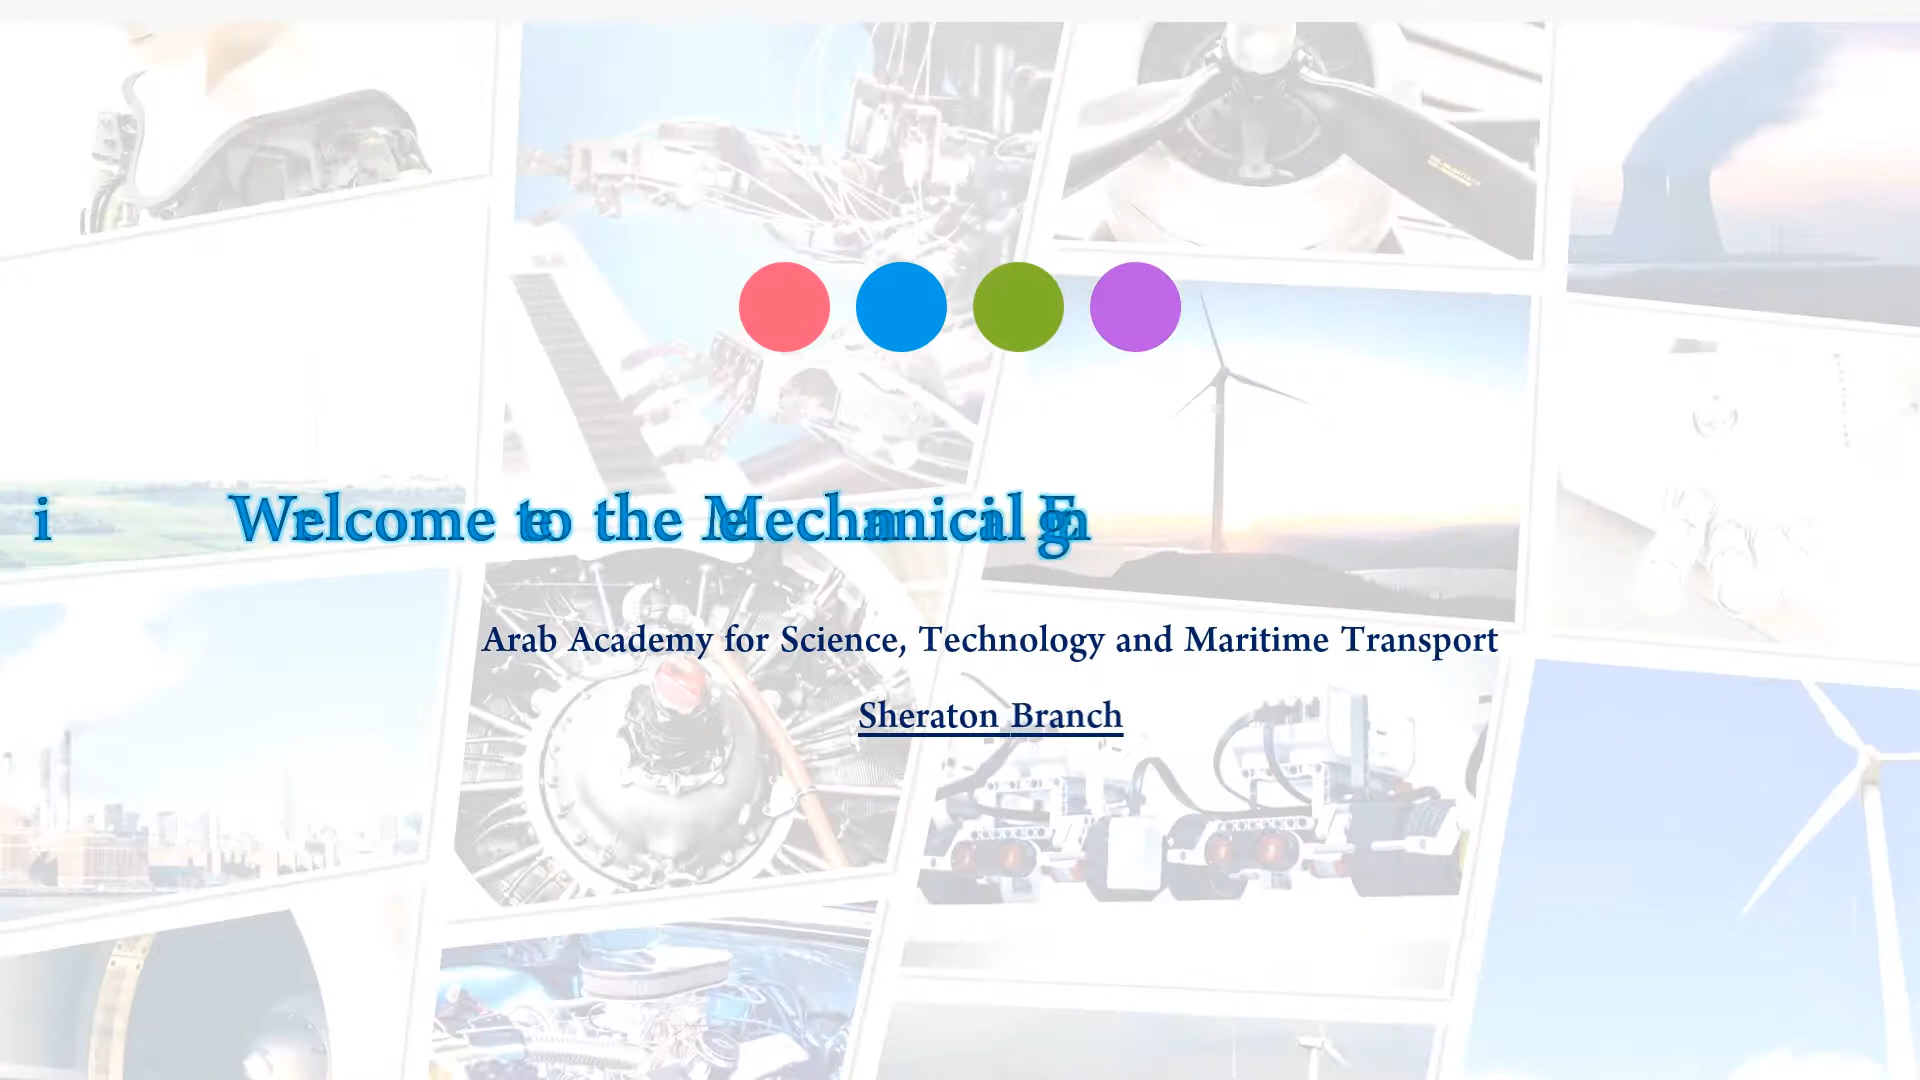 Welcome to the Mechanical
Arab Academy for Science, Technology and Maritime Transport
Sheraton Branch